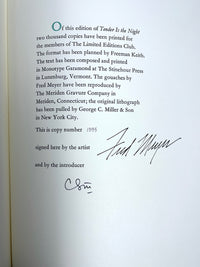 Of this edition of Tender Is the Night
two thousand copies have been printed for
the members of The Limited Editions Club.
The format has been planned by Freeman Keith.
The text has been composed and printed
in Monotype Garamond at The Stinehour Press
in Lunenburg, Vermont. The gouaches by
Fred Meyer have been reproduced by
The Meriden Gravure Company in
Meriden, Connecticut; the original lithograph
has been pulled by George C. Miller & Son
in New York City.
This is copy number 1995
signed here by the artist
Fred Meyer
and by the introducer